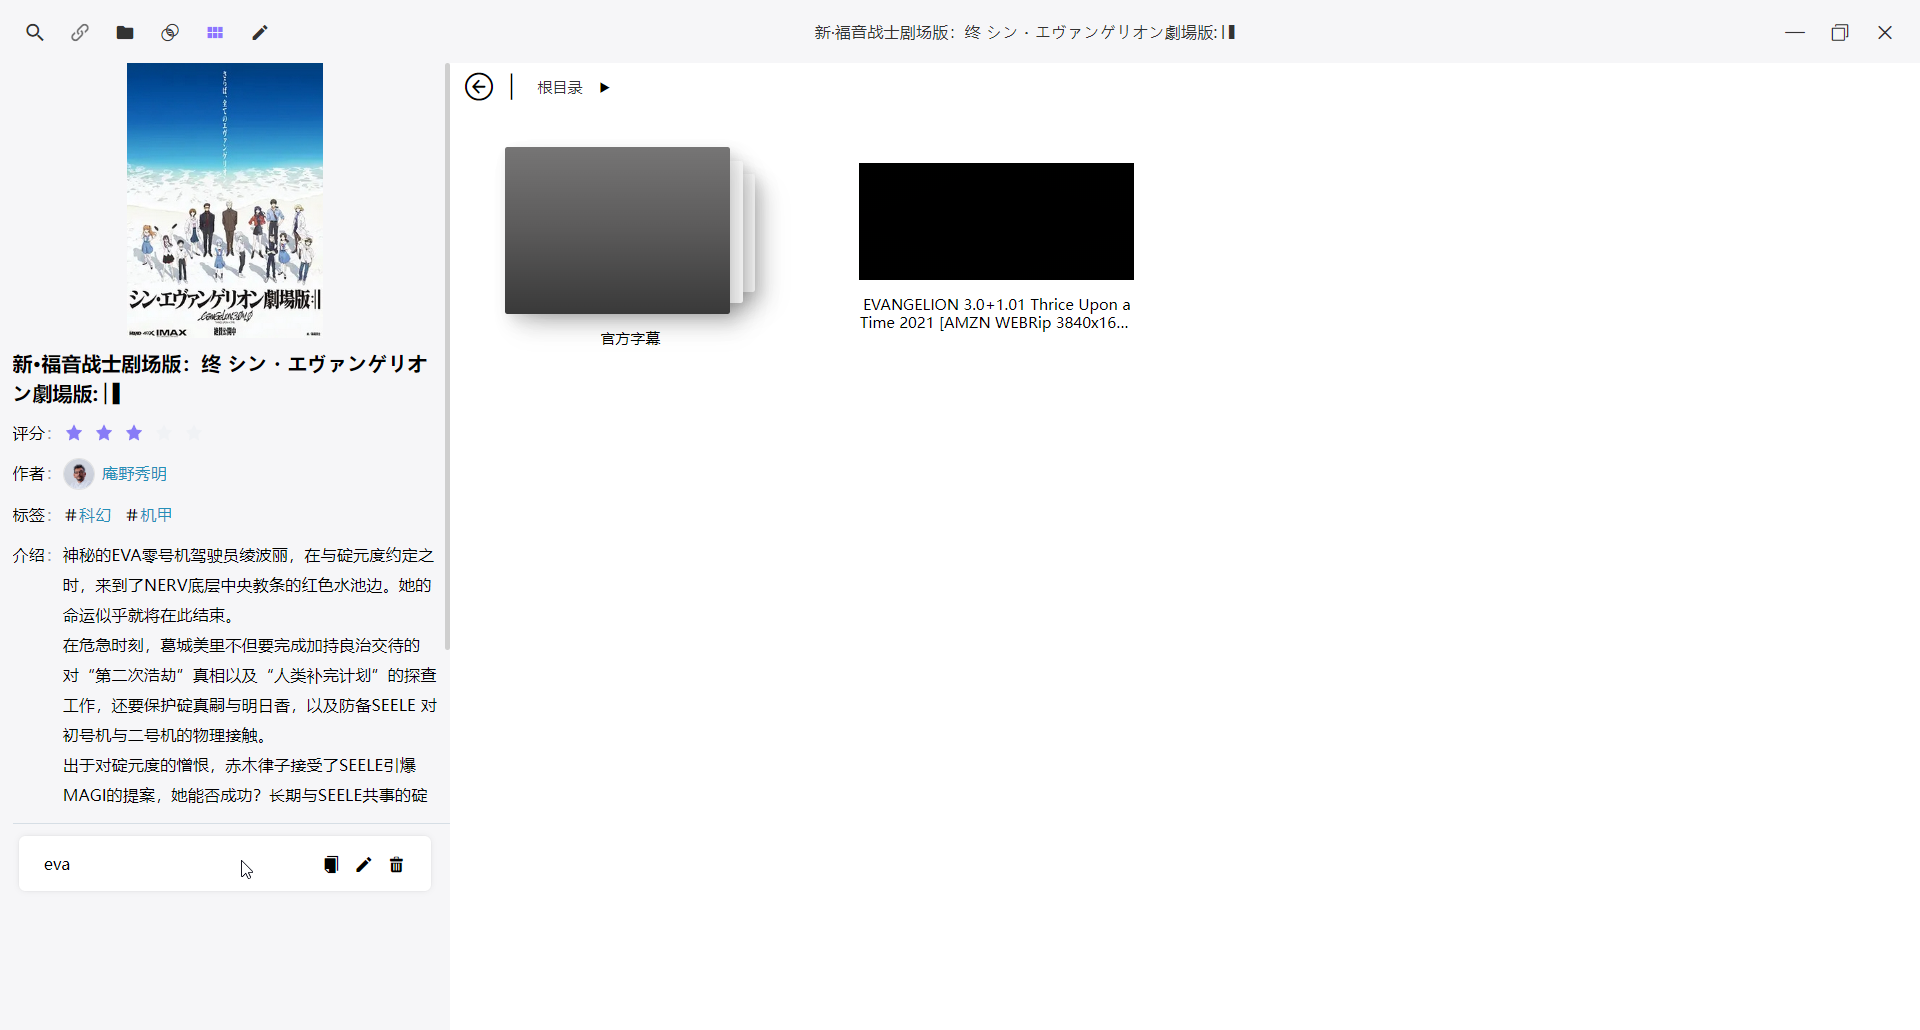 新·福音战士剧场版：终 シン・エヴァンゲリオン劇場版:|▌
さらば、全てのエヴァンゲリオン。
シン・エヴァンゲリオン劇場版:||
IMAX
新·福音战士剧场版：终 シン・エヴァンゲリオ
ン劇場版:|▌
评分：
作者： 庵野秀明
标签： #科幻 #机甲
介绍： 神秘的EVA零号机驾驶员绫波丽，在与碇元度约定之
时，来到了NERV底层中央教条的红色水池边。她的
命运似乎就将在此结束。
在危急时刻，葛城美里不但要完成加持良治交待的
对“第二次浩劫”真相以及“人类补完计划”的探查
工作，还要保护碇真嗣与明日香，以及防备SEELE 对
初号机与二号机的物理接触。
出于对碇元度的憎恨，赤木律子接受了SEELE引爆
MAGI的提案，她能否成功？长期与SEELE共事的碇
eva
根目录
官方字幕
EVANGELION 3.0+1.01 Thrice Upon a
Time 2021 [AMZN WEBRip 3840x16...